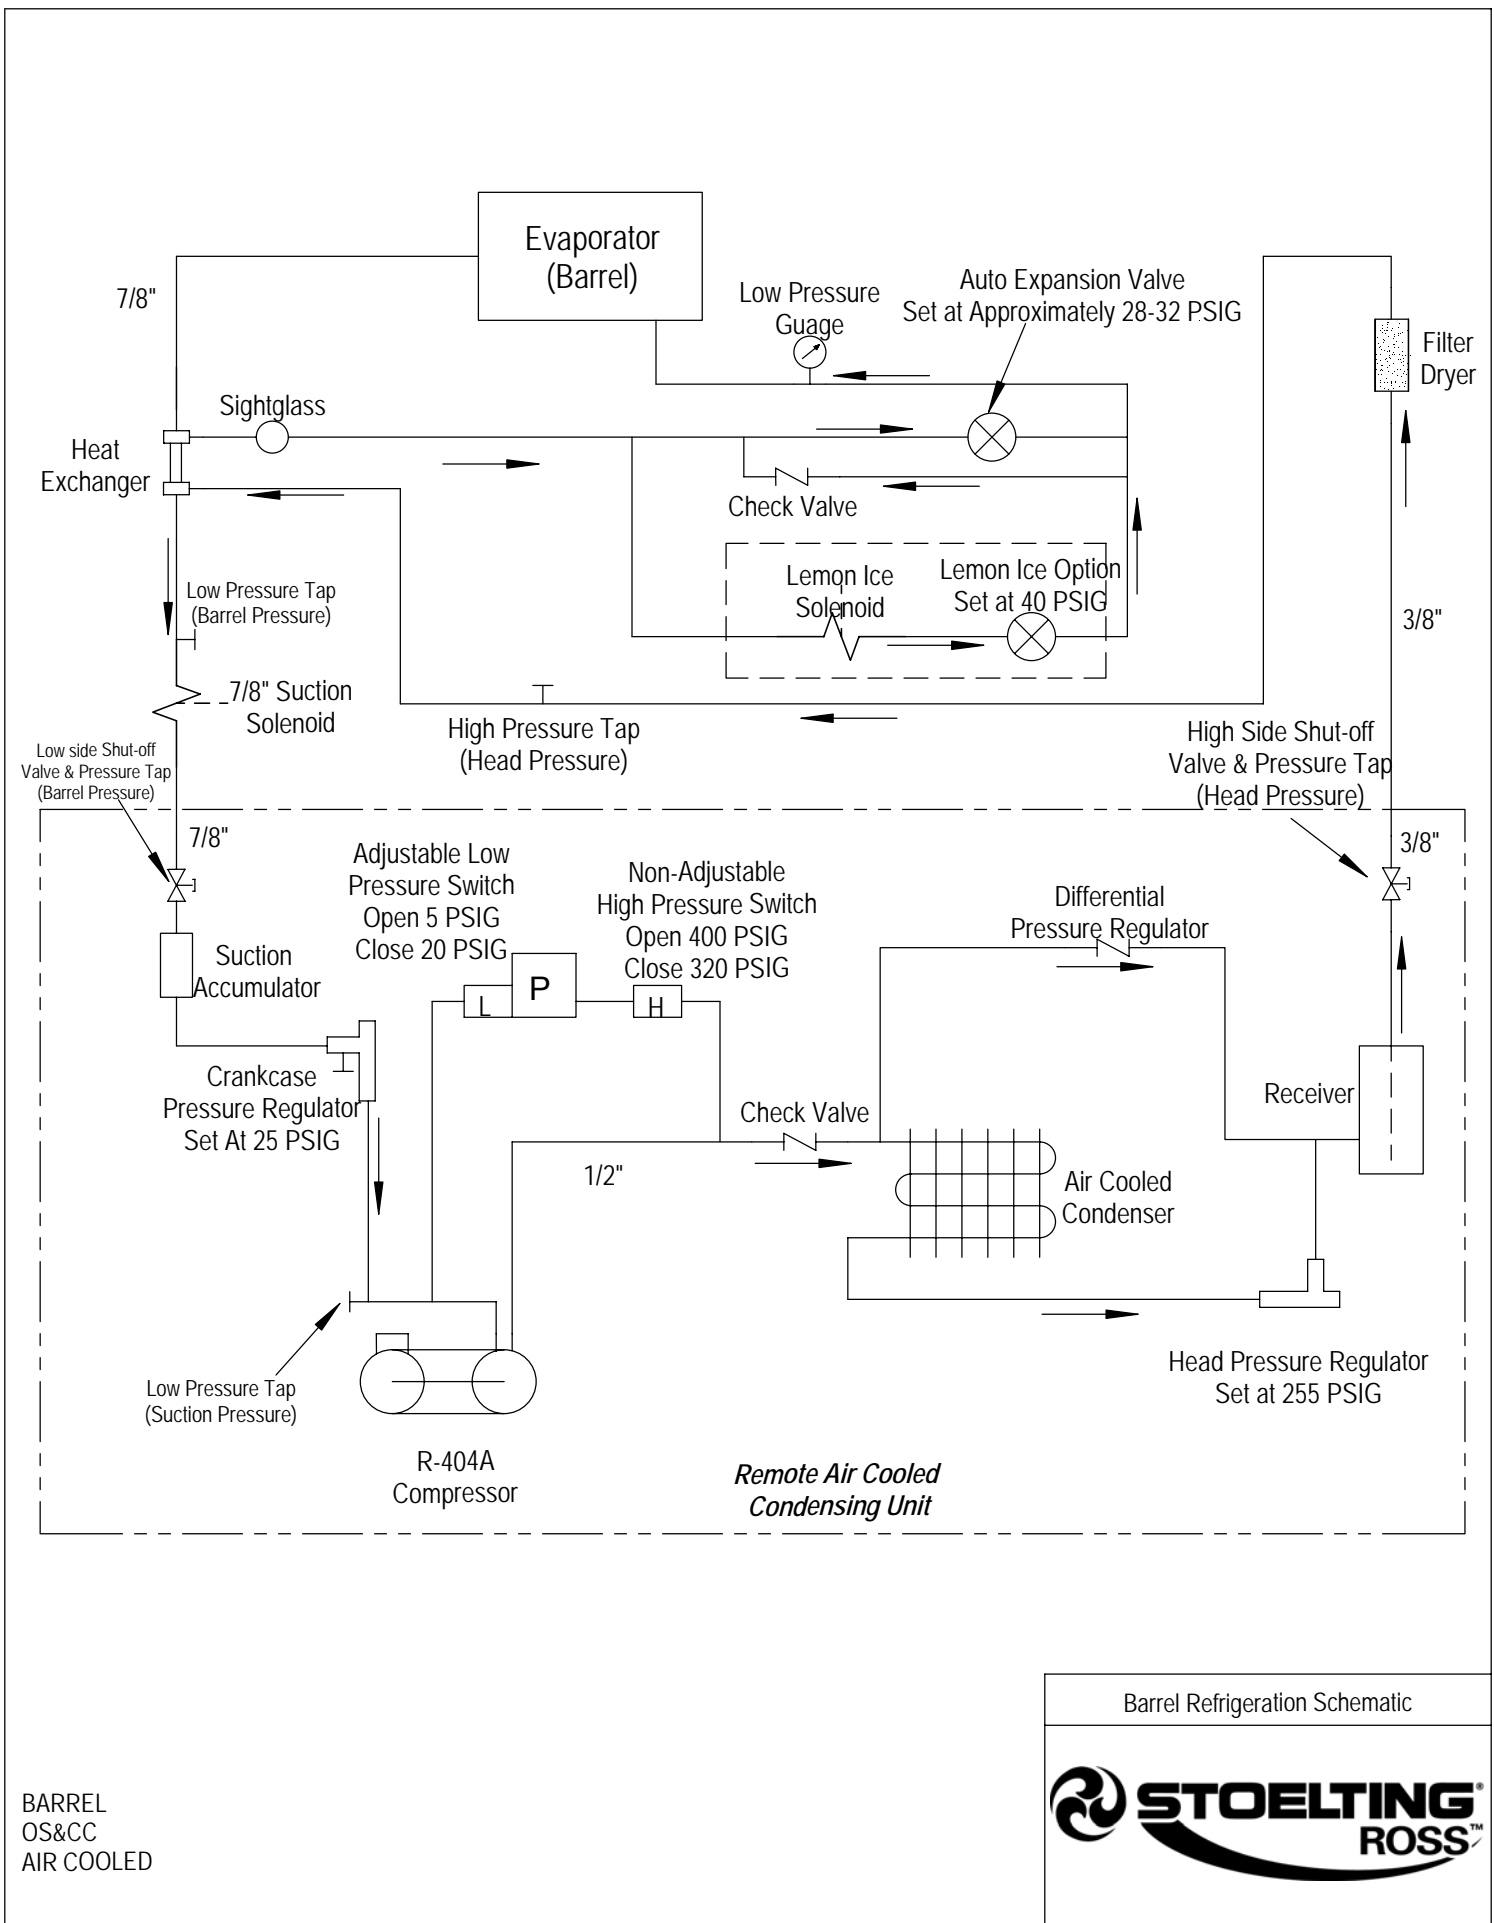 Evaporator
(Barrel)
7/8"
Low Pressure
Guage
Auto Expansion Valve
Set at Approximately 28-32 PSIG
Filter
Dryer
Sightglass
Heat
Exchanger
Check Valve
Lemon Ice
Solenoid
Lemon Ice Option
Set at 40 PSIG
Low Pressure Tap
(Barrel Pressure)
3/8"
7/8" Suction
Solenoid
High Pressure Tap
(Head Pressure)
High Side Shut-off
Valve & Pressure Tap
(Head Pressure)
Low side Shut-off
Valve & Pressure Tap
(Barrel Pressure)
7/8"
3/8"
Adjustable Low
Pressure Switch
Open 5 PSIG
Close 20 PSIG
Non-Adjustable
High Pressure Switch
Open 400 PSIG
Close 320 PSIG
Differential
Pressure Regulator
Suction
Accumulator
L
P
H
Crankcase
Pressure Regulator
Set At 25 PSIG
Check Valve
Receiver
1/2"
Air Cooled
Condenser
Head Pressure Regulator
Set at 255 PSIG
Low Pressure Tap
(Suction Pressure)
R-404A
Compressor
Remote Air Cooled
Condensing Unit
Barrel Refrigeration Schematic
STOELTING®
ROSS™
BARREL
OS&CC
AIR COOLED